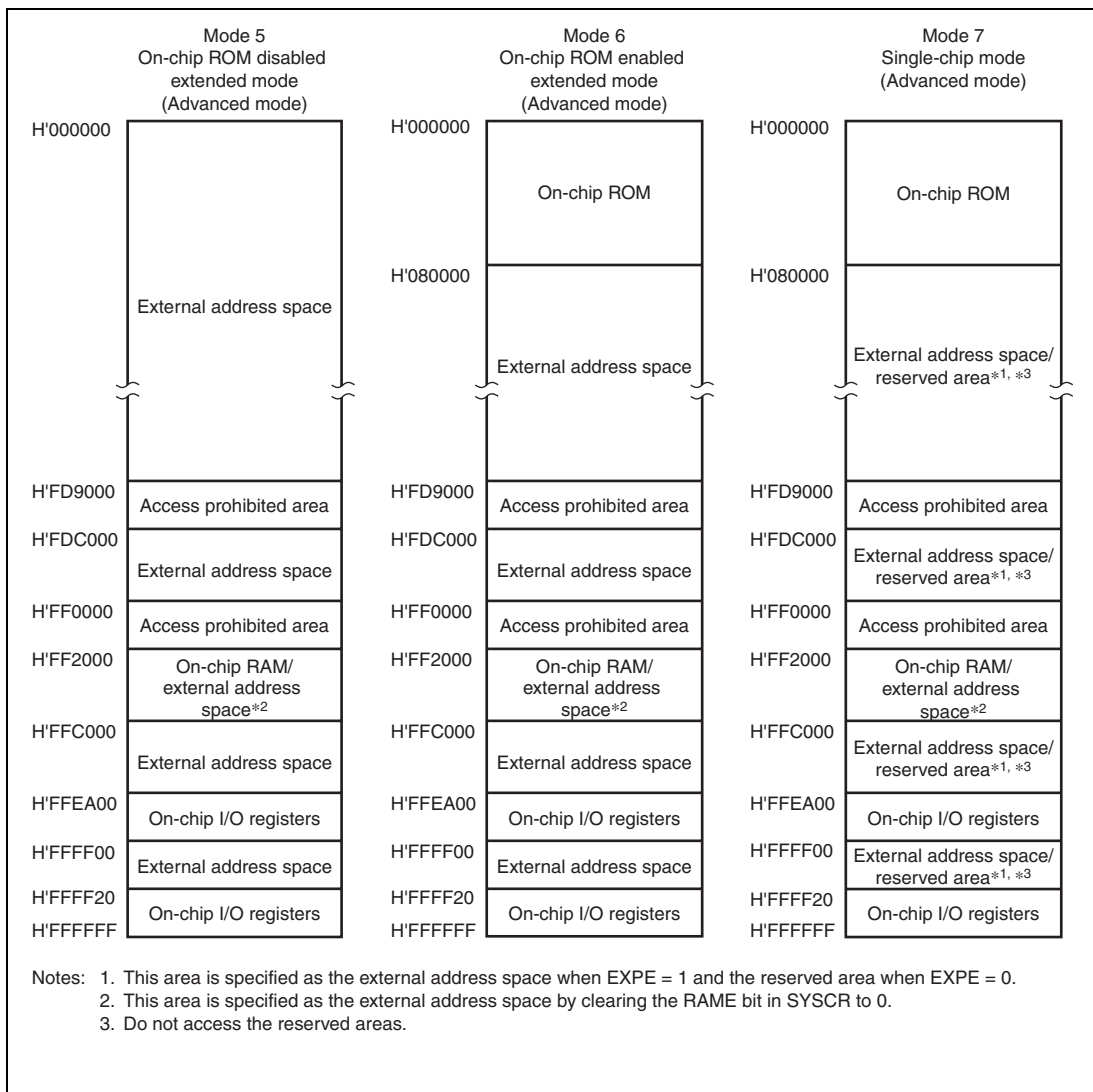 Mode 5
On-chip ROM disabled
extended mode
(Advanced mode)
H'000000
External address space
H'FD9000
Access prohibited area
H'FDC000
External address space
H'FF0000
Access prohibited area
H'FF2000
On-chip RAM/
external address
space*2
H'FFC000
External address space
H'FFEA00
On-chip I/O registers
H'FFFF00
External address space
H'FFFF20
On-chip I/O registers
H'FFFFFF
Mode 6
On-chip ROM enabled
extended mode
(Advanced mode)
H'000000
On-chip ROM
H'080000
External address space
H'FD9000
Access prohibited area
H'FDC000
External address space
H'FF0000
Access prohibited area
H'FF2000
On-chip RAM/
external address
space*2
H'FFC000
External address space
H'FFEA00
On-chip I/O registers
H'FFFF00
External address space
H'FFFF20
On-chip I/O registers
H'FFFFFF
Mode 7
Single-chip mode
(Advanced mode)
H'000000
On-chip ROM
H'080000
External address space/
reserved area*1, *3
H'FD9000
Access prohibited area
H'FDC000
External address space/
reserved area*1, *3
H'FF0000
Access prohibited area
H'FF2000
On-chip RAM/
external address
space*2
H'FFC000
External address space/
reserved area*1, *3
H'FFEA00
On-chip I/O registers
H'FFFF00
External address space/
reserved area*1, *3
H'FFFF20
On-chip I/O registers
H'FFFFFF
Notes: 1. This area is specified as the external address space when EXPE = 1 and the reserved area when EXPE = 0.
2. This area is specified as the external address space by clearing the RAME bit in SYSCR to 0.
3. Do not access the reserved areas.